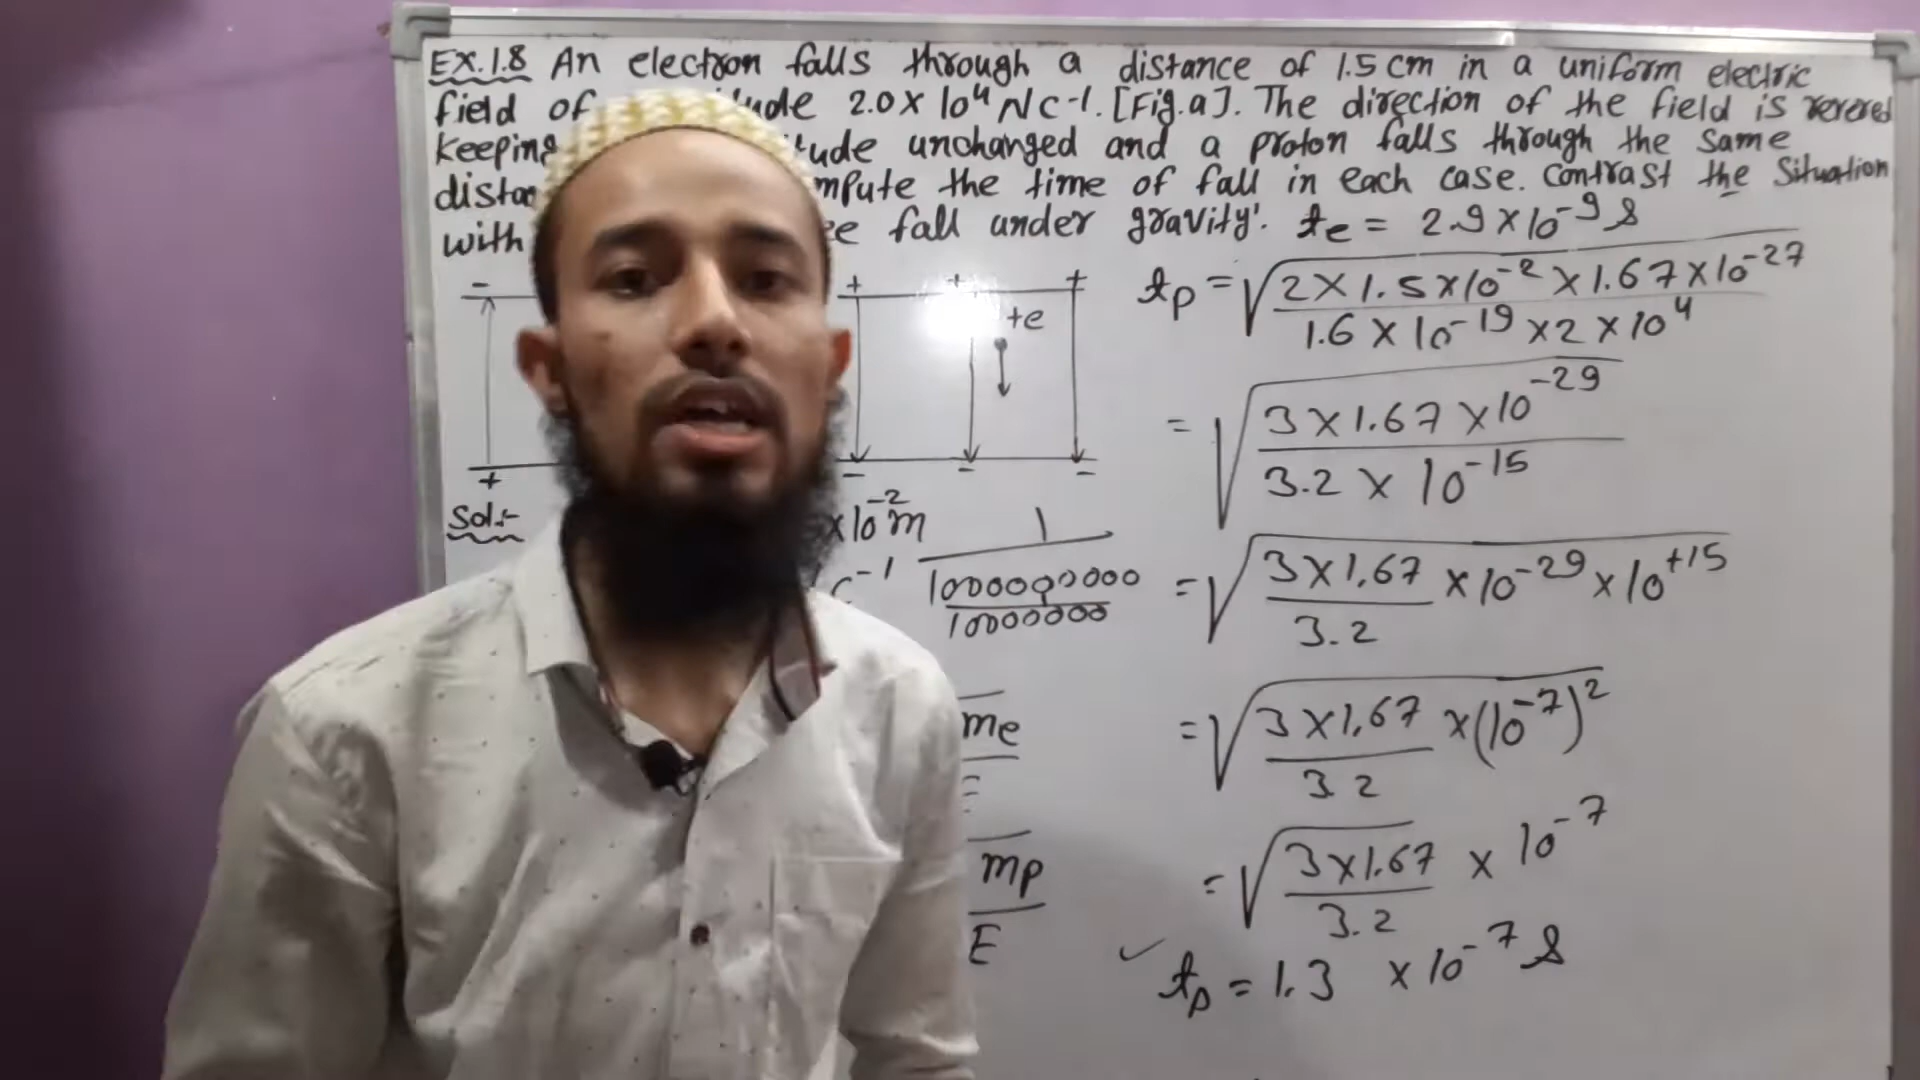 EX.1.8 An electron falls through a distance of 1.5 cm in a uniform electric
field of ude 2.0 x 10⁴ NC-1. [Fig.a]. The direction of the field is revered
keeping tude unchanged and a proton falls through the same
distan mpute the time of fall in each case. contrast the Situation
with ee fall under gravity'. te = 2.9 x 10⁻⁹ s
- + + +
+e
+ - - -
tp = √(2 x 1.5 x 10⁻² x 1.67 x 10⁻²⁷ / 1.6 x 10⁻¹⁹ x 2 x 10⁴)
= √(3 x 1.67 x 10⁻²⁹ / 3.2 x 10⁻¹⁵)
Sol:-
x 10⁻² m
c⁻¹
1
1000000000
10000000
= √(3 x 1.67 / 3.2 x 10⁻²⁹ x 10⁺¹⁵)
me
= √(3 x 1.67 / 3 2 x (10⁻⁷)²)
mp
E
= √(3 x 1.67 / 3.2) x 10⁻⁷
tp = 1.3 x 10⁻⁷ s